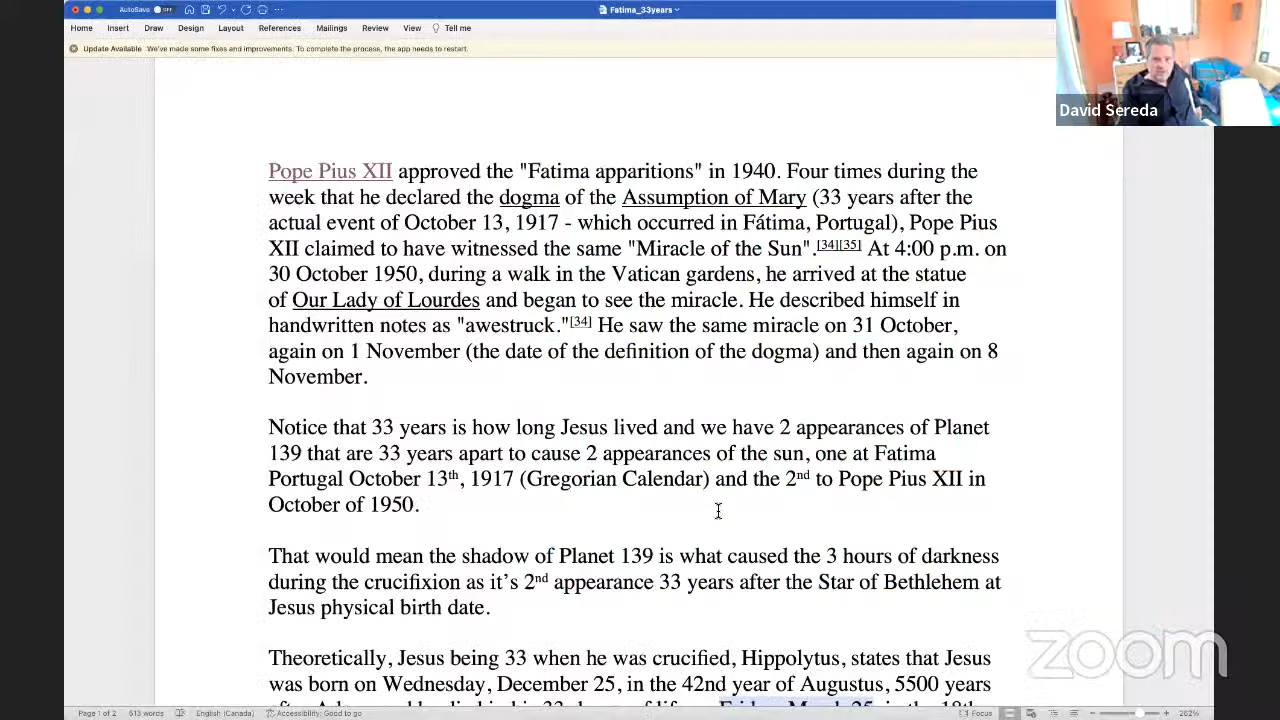 AutoSave OFF
Fatima_33years
Home Insert Draw Design Layout References Mailings Review View Tell me
Update Available We've made some fixes and improvements. To complete the process, the app needs to restart.
David Sereda
Pope Pius XII approved the "Fatima apparitions" in 1940. Four times during the
week that he declared the dogma of the Assumption of Mary (33 years after the
actual event of October 13, 1917 - which occurred in Fátima, Portugal), Pope Pius
XII claimed to have witnessed the same "Miracle of the Sun".[34][35] At 4:00 p.m. on
30 October 1950, during a walk in the Vatican gardens, he arrived at the statue
of Our Lady of Lourdes and began to see the miracle. He described himself in
handwritten notes as "awestruck."[34] He saw the same miracle on 31 October,
again on 1 November (the date of the definition of the dogma) and then again on 8
November.
Notice that 33 years is how long Jesus lived and we have 2 appearances of Planet
139 that are 33 years apart to cause 2 appearances of the sun, one at Fatima
Portugal October 13th, 1917 (Gregorian Calendar) and the 2nd to Pope Pius XII in
October of 1950.
That would mean the shadow of Planet 139 is what caused the 3 hours of darkness
during the crucifixion as it's 2nd appearance 33 years after the Star of Bethlehem at
Jesus physical birth date.
Theoretically, Jesus being 33 when he was crucified, Hippolytus, states that Jesus
was born on Wednesday, December 25, in the 42nd year of Augustus, 5500 years
zoom
Page 1 of 2 513 words English (Canada) Accessibility: Good to go Focus 262%